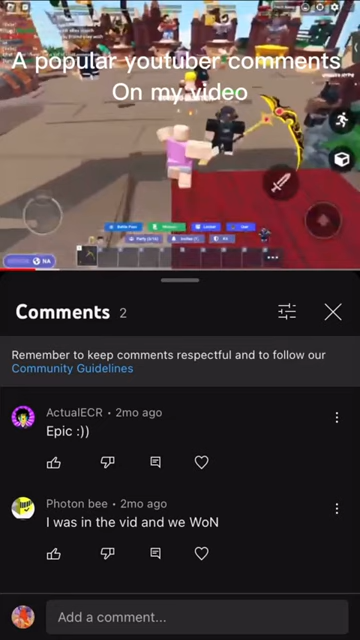 A popular youtuber comments
On my video
NA
Comments 2
Remember to keep comments respectful and to follow our
Community Guidelines
ActualECR • 2mo ago
Epic :))
Photon bee • 2mo ago
I was in the vid and we WoN
Add a comment...